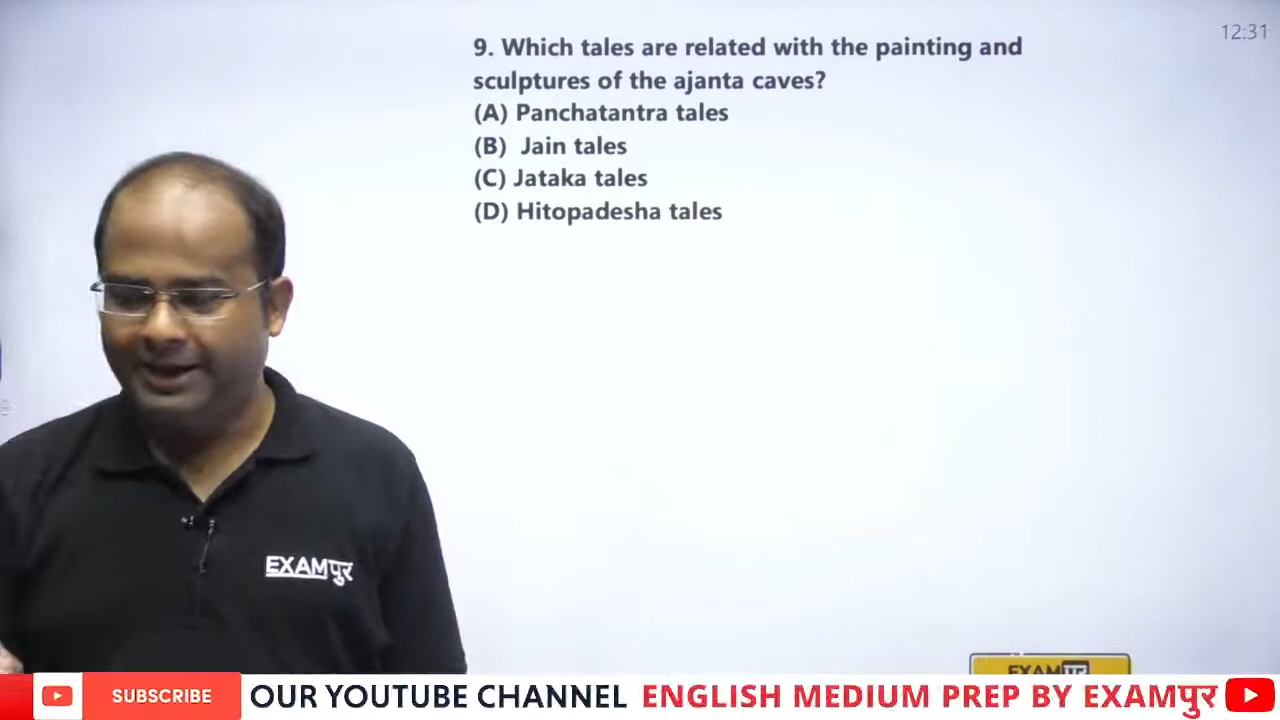 12:31
9. Which tales are related with the painting and
sculptures of the ajanta caves?
(A) Panchatantra tales
(B) Jain tales
(C) Jataka tales
(D) Hitopadesha tales
EXAMपुर
EXAMपुर
SUBSCRIBE OUR YOUTUBE CHANNEL ENGLISH MEDIUM PREP BY EXAMपुर